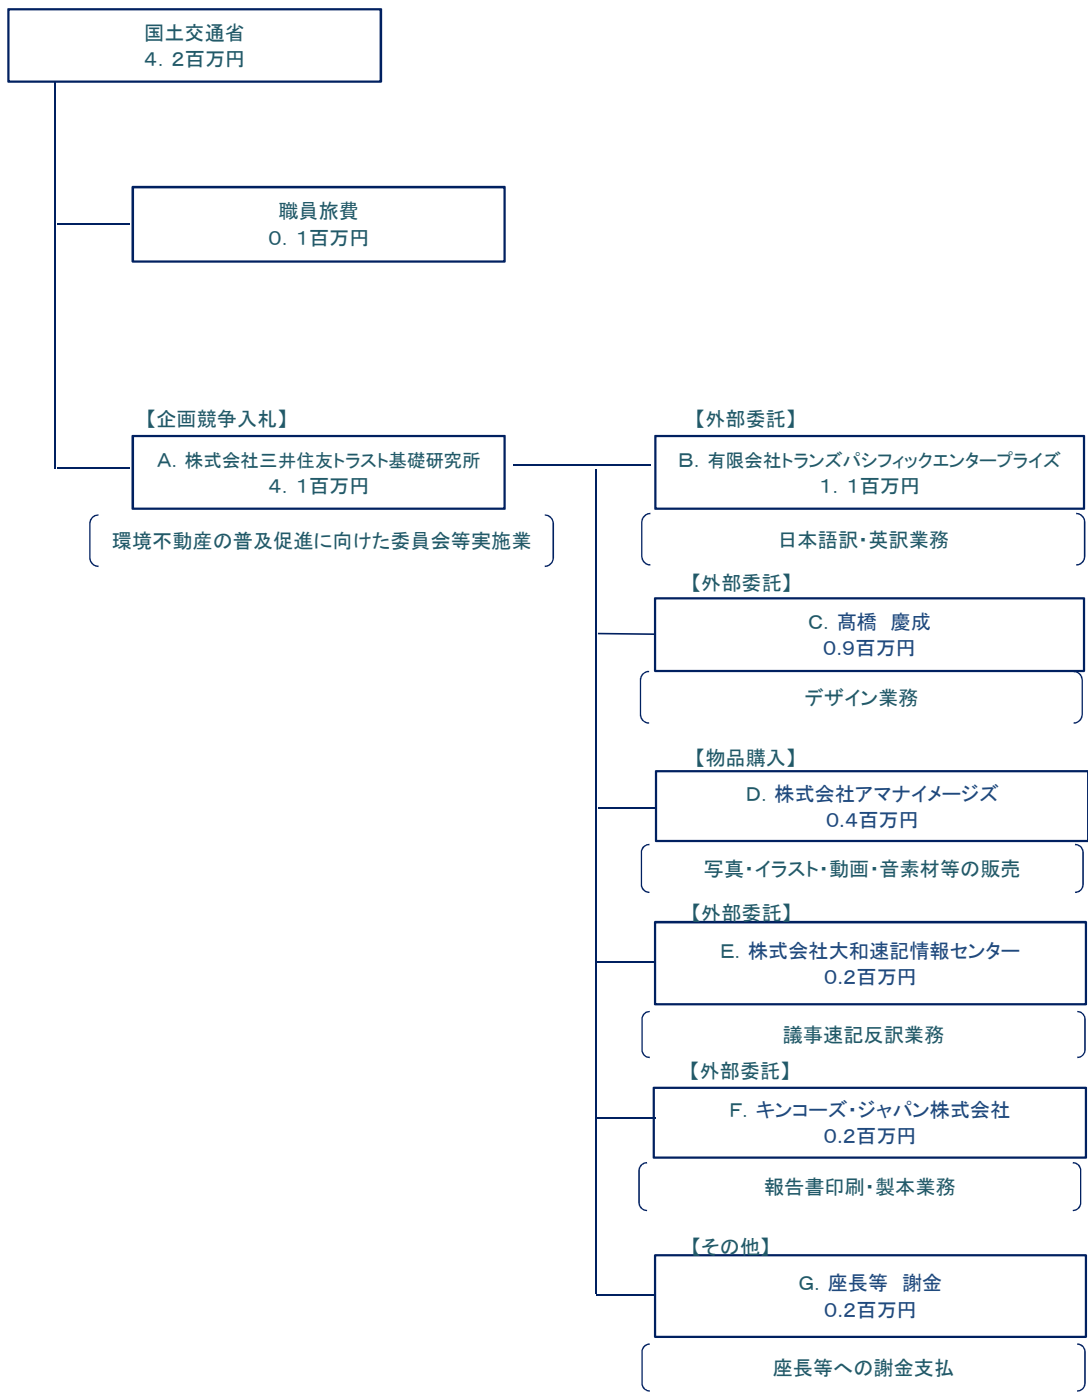 国土交通省
４．２百万円
職員旅費
０．１百万円
【企画競争入札】
A．株式会社三井住友トラスト基礎研究所
４．１百万円
環境不動産の普及促進に向けた委員会等実施業
【外部委託】
B．有限会社トランズパシフィックエンタープライズ
１．１百万円
日本語訳・英訳業務
【外部委託】
C．髙橋　慶成
0.9百万円
デザイン業務
【物品購入】
D．株式会社アマナイメージズ
0.4百万円
写真・イラスト・動画・音素材等の販売
【外部委託】
E．株式会社大和速記情報センター
0.2百万円
議事速記反訳業務
【外部委託】
F．キンコーズ・ジャパン株式会社
0.2百万円
報告書印刷・製本業務
【その他】
G．座長等　謝金
0.2百万円
座長等への謝金支払